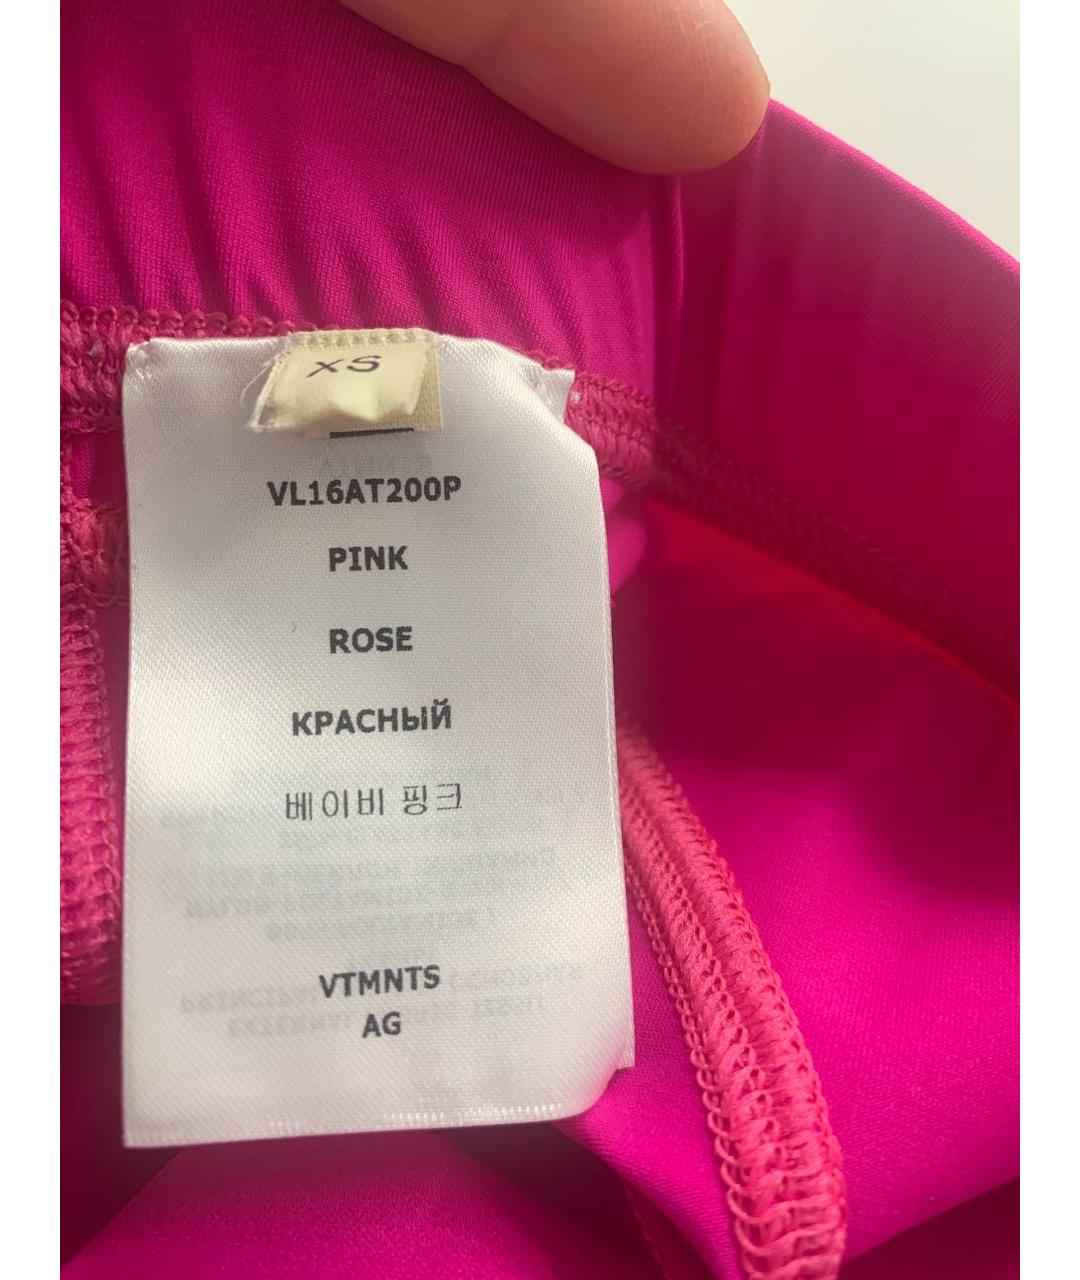 XS
VL16AT200P
PINK
ROSE
КРАСНЫЙ
베이비 핑크
VTMNTS
AG